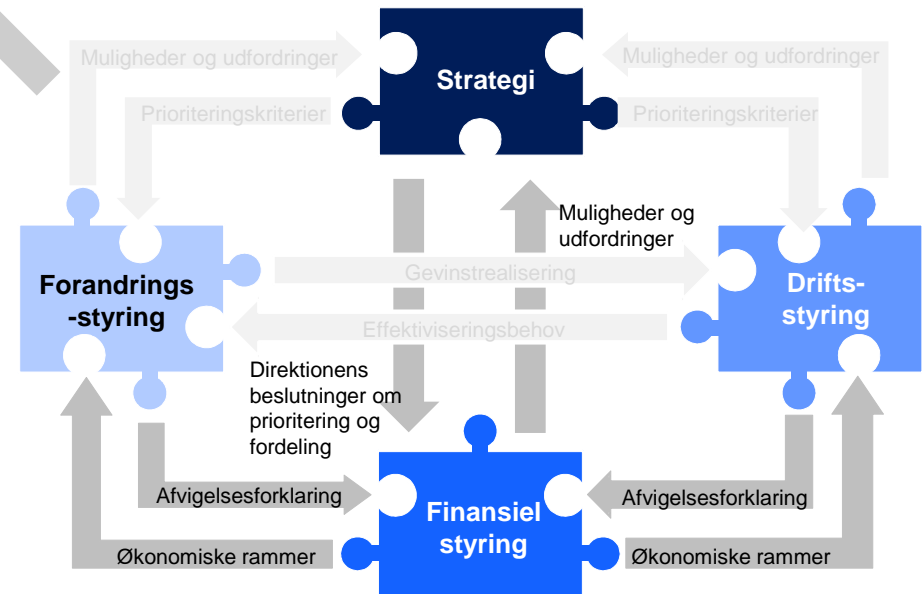 Muligheder og udfordringer
Muligheder og udfordringer
Strategi
Prioriteringskriterier
Prioriteringskriterier
Muligheder og
udfordringer
Gevinstrealisering
Forandrings
-styring
Drifts-
styring
Effektiviseringsbehov
Direktionens
beslutninger om
prioritering og
fordeling
Afvigelsesforklaring
Afvigelsesforklaring
Finansiel
styring
Økonomiske rammer
Økonomiske rammer